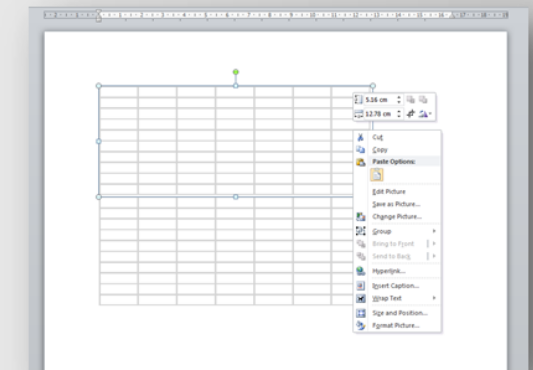 5.16 cm
12.78 cm
Cut
Copy
Paste Options:
Edit Picture
Save as Picture...
Change Picture...
Group
Bring to Front
Send to Back
Hyperlink...
Insert Caption...
Wrap Text
Size and Position...
Format Picture...